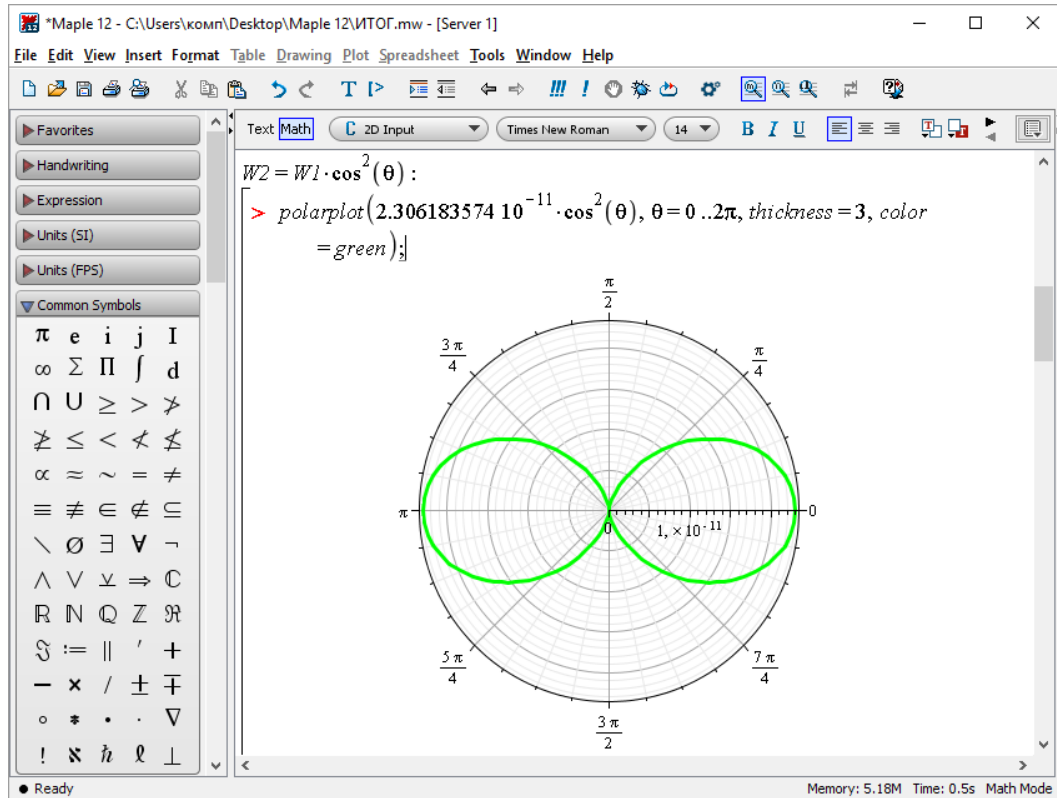 *Maple 12 - C:\Users\комп\Desktop\Maple 12\ИТОГ.mw - [Server 1]
File Edit View Insert Format Table Drawing Plot Spreadsheet Tools Window Help
Text Math C 2D Input Times New Roman 14 B I U
Favorites
Handwriting
Expression
Units (SI)
Units (FPS)
Common Symbols
π e i j I
∞ Σ Π ∫ d
∩ ∪ ≥ > ≯
≱ ≤ < ≮ ≰
∝ ≈ ~ = ≠
≡ ≢ ∈ ∉ ⊆
∖ Ø ∃ ∀ ¬
∧ ∨ ⊻ ⇒ ℂ
ℝ ℕ ℚ ℤ ℜ
ℑ := ∥ ′ +
− × / ± ∓
∘ * • · ∇
! ℵ ℏ ℓ ⊥
W2 = W1·cos²(θ) :
> polarplot(2.306183574 10⁻¹¹·cos²(θ), θ=0 ..2π, thickness=3, color
=green);
π/2
3π/4
π/4
π
0
0
1, ×10⁻¹¹
5π/4
7π/4
3π/2
Ready
Memory: 5.18M Time: 0.5s Math Mode